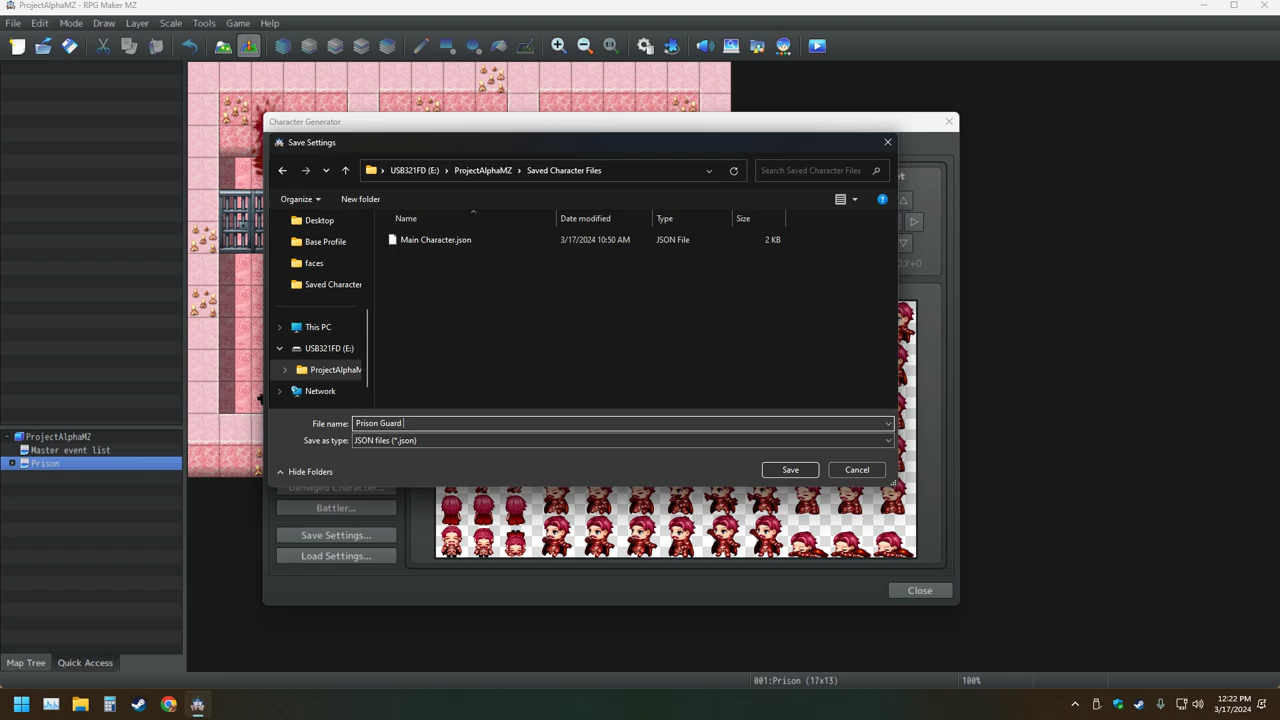 ProjectAlphaMZ - RPG Maker MZ
File Edit Mode Draw Layer Scale Tools Game Help
Character Generator
Save Settings
USB321FD (E:) › ProjectAlphaMZ › Saved Character Files
Search Saved Character Files
Organize
New folder
Desktop
Base Profile
faces
Saved Character
This PC
USB321FD (E:)
ProjectAlphaM
Network
Name Date modified Type Size
Main Character.json 3/17/2024 10:50 AM JSON File 2 KB
File name: Prison Guard
Save as type: JSON files (*.json)
Hide Folders
Save
Cancel
0,Y+0
ProjectAlphaMZ
Master event list
Prison
Damaged Character...
Battler...
Save Settings...
Load Settings...
Close
Map Tree
Quick Access
001:Prison (17x13)
100%
12:22 PM
3/17/2024